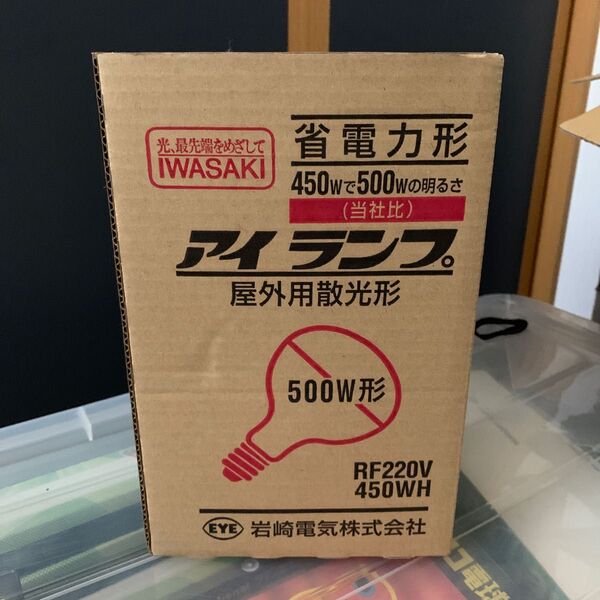 光、最先端をめざして
IWASAKI
省電力形
450Wで500Wの明るさ
(当社比)
アイ ランプ。
屋外用散光形
500W形
RF220V
450WH
EYE 岩崎電気株式会社
電球